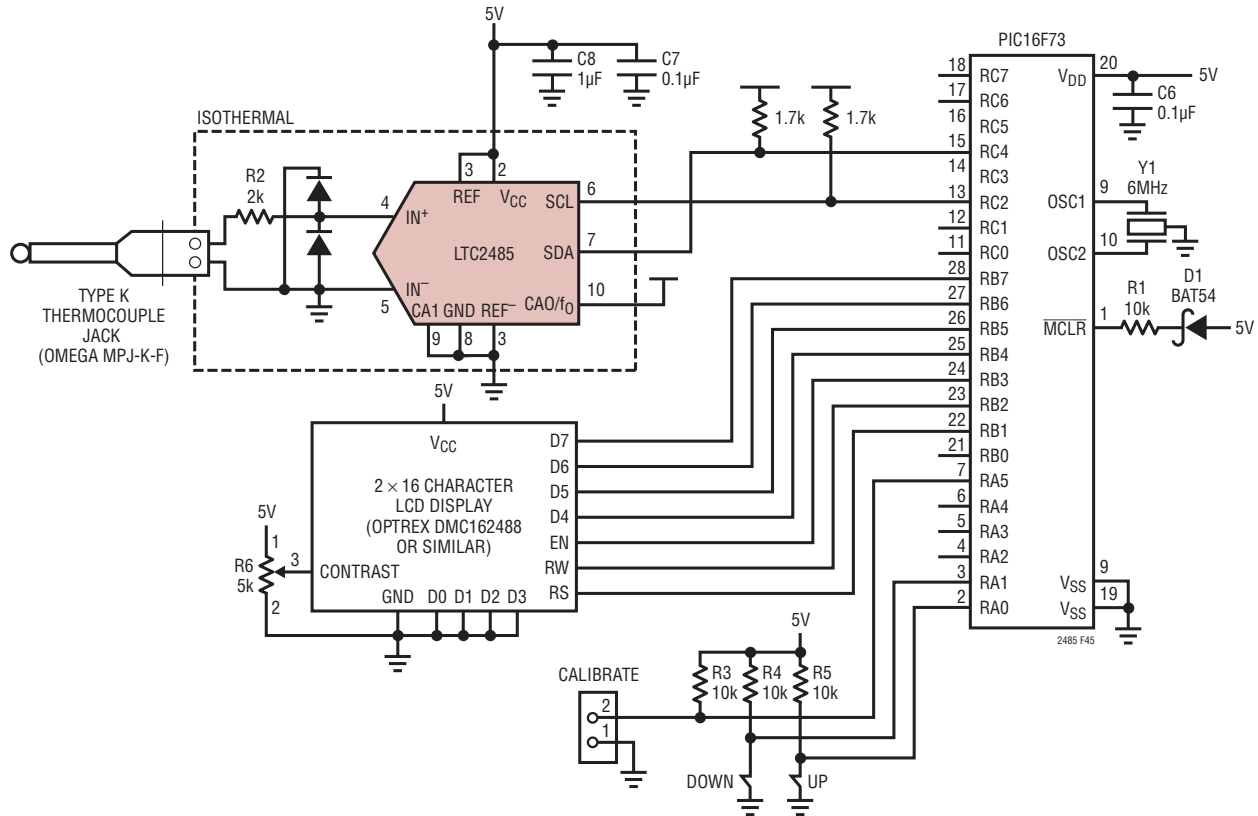 5V
C8
1µF
C7
0.1µF
ISOTHERMAL
R2
2k
4
IN⁺
3
REF
2
VCC
SCL
6
LTC2485
SDA
7
IN⁻
5
CA1
GND
REF⁻
CAO/fO
10
9
8
3
TYPE K
THERMOCOUPLE
JACK
(OMEGA MPJ-K-F)
1.7k
1.7k
PIC16F73
18
RC7
17
RC6
16
RC5
15
RC4
14
RC3
13
RC2
12
RC1
11
RC0
28
RB7
27
RB6
26
RB5
25
RB4
24
RB3
23
RB2
22
RB1
21
RB0
7
RA5
6
RA4
5
RA3
4
RA2
3
RA1
2
RA0
VDD
20
5V
C6
0.1µF
Y1
6MHz
OSC1
9
OSC2
10
MCLR
1
R1
10k
D1
BAT54
5V
VSS
9
VSS
19
2485 F45
5V
VCC
2 × 16 CHARACTER
LCD DISPLAY
(OPTREX DMC162488
OR SIMILAR)
D7
D6
D5
D4
EN
RW
RS
CONTRAST
GND D0 D1 D2 D3
5V
1
R6
5k
3
2
CALIBRATE
2
1
5V
R3
10k
R4
10k
R5
10k
DOWN
UP